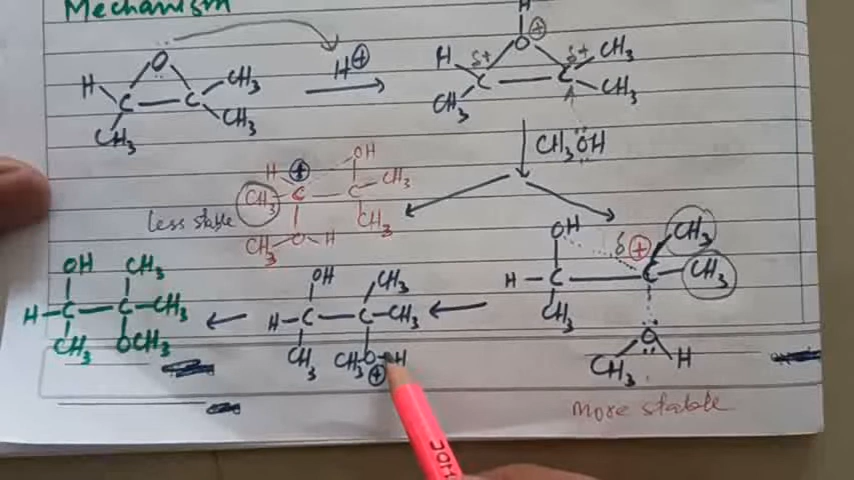 Mechanism
H
O ⊕
O
H CH3
C — C
CH3 CH3
H⊕
H δ+ δ+ CH3
C — C
CH3 CH3
CH3OH
H ⊕ OH
CH3 C C CH3
CH3
less stable
CH3 O H
OH δ ⊕ CH3
H — C — C — CH3
CH3
O
CH3 H
More stable
OH CH3
H — C — C — CH3
CH3 CH3O — H
⊕
OH CH3
H — C — C — CH3
CH3 OCH3